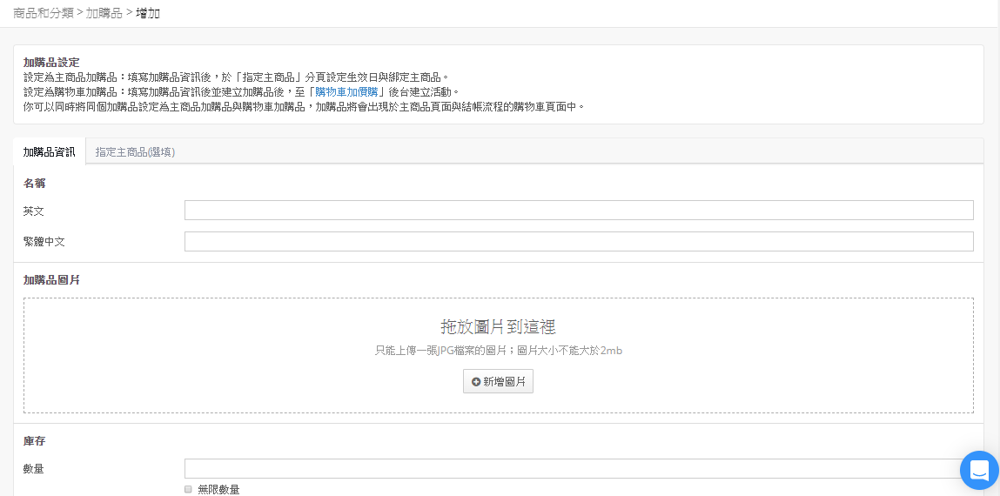 商品和分類 > 加購品 > 增加
加購品設定
設定為主商品加購品：填寫加購品資訊後，於「指定主商品」分頁設定生效日與綁定主商品。
設定為購物車加購品：填寫加購品資訊後並建立加購品後，至「購物車加價購」後台建立活動。
你可以同時將同個加購品設定為主商品加購品與購物車加購品，加購品將會出現於主商品頁面與結帳流程的購物車頁面中。
加購品資訊 指定主商品(選填)
名稱
英文
繁體中文
加購品圖片
拖放圖片到這裡
只能上傳一張JPG檔案的圖片；圖片大小不能大於2mb
新增圖片
庫存
數量
無限數量